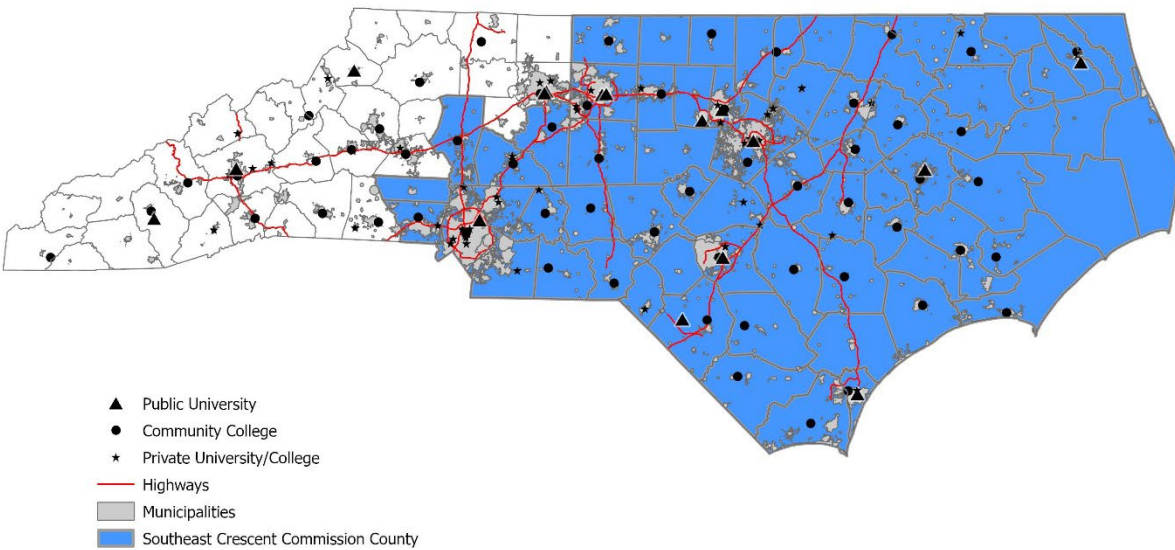 Public University
Community College
Private University/College
Highways
Municipalities
Southeast Crescent Commission County